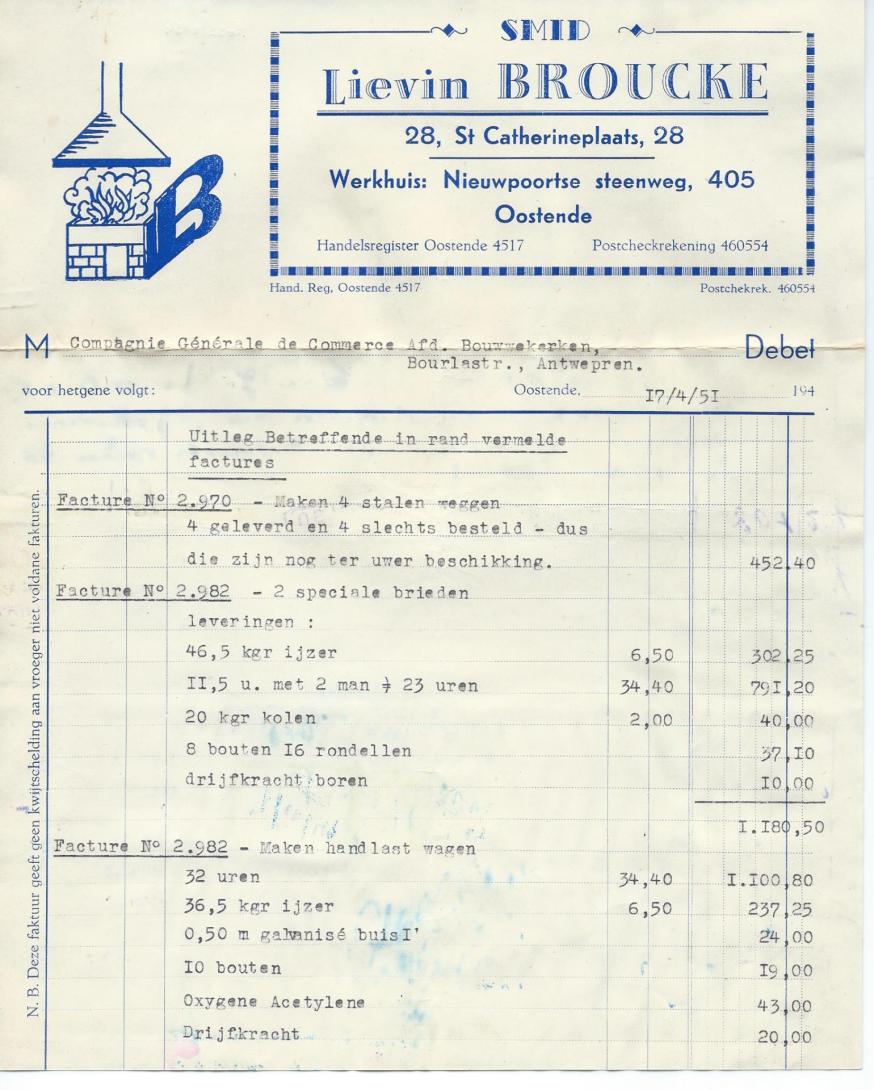 SMID
Lievin BROUCKE
28, St Catherineplaats, 28
Werkhuis: Nieuwpoortse steenweg, 405
Oostende
Handelsregister Oostende 4517 Postcheckrekening 460554
Hand. Reg, Oostende 4517 Postchekrek. 460554
B
M Compagnie Générale de Commerce Afd. Bouwwekerken, Debet
Bourlastr., Antwepren.
voor hetgene volgt: Oostende, I7/4/5I 194
Uitleg Betreffende in rand vermelde
factures
Facture Nº 2.970 - Maken 4 stalen weggen
4 geleverd en 4 slechts besteld - dus
die zijn nog ter uwer beschikking. 452,40
Facture Nº 2.982 - 2 speciale brieden
leveringen :
46,5 kgr ijzer 6,50 302,25
II,5 u. met 2 man ÷ 23 uren 34,40 79I,20
20 kgr kolen 2,00 40,00
8 bouten I6 rondellen 37,I0
drijfkracht boren I0,00
I.I80,50
Facture Nº 2.982 - Maken handlast wagen
32 uren 34,40 I.I00,80
36,5 kgr ijzer 6,50 237,25
0,50 m galvanisé buis I' 24,00
I0 bouten I9,00
Oxygene Acetylene 43,00
Drijfkracht 20,00
N. B. Deze faktuur geeft geen kwijtschelding aan vroeger niet voldane fakturen.